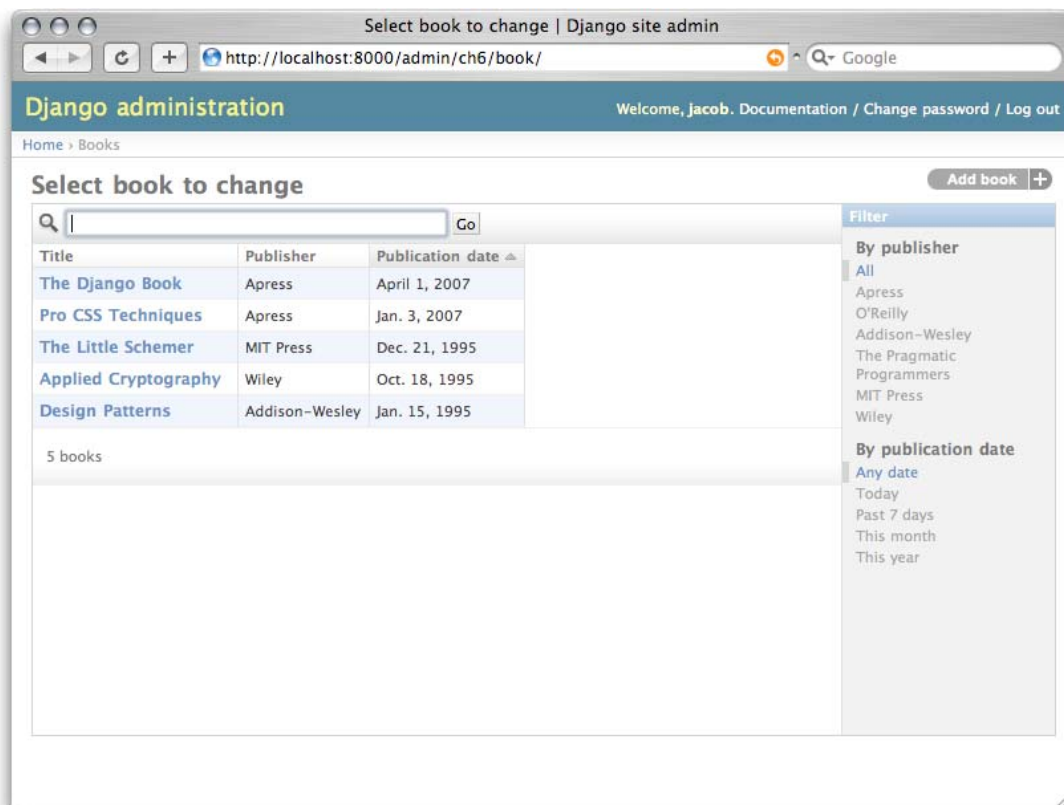 Select book to change | Django site admin
http://localhost:8000/admin/ch6/book/
Google
Django administration
Welcome, jacob. Documentation / Change password / Log out
Home › Books
Select book to change
Add book +
Go
Title Publisher Publication date
The Django Book Apress April 1, 2007
Pro CSS Techniques Apress Jan. 3, 2007
The Little Schemer MIT Press Dec. 21, 1995
Applied Cryptography Wiley Oct. 18, 1995
Design Patterns Addison-Wesley Jan. 15, 1995
5 books
Filter
By publisher
All
Apress
O'Reilly
Addison-Wesley
The Pragmatic
Programmers
MIT Press
Wiley
By publication date
Any date
Today
Past 7 days
This month
This year